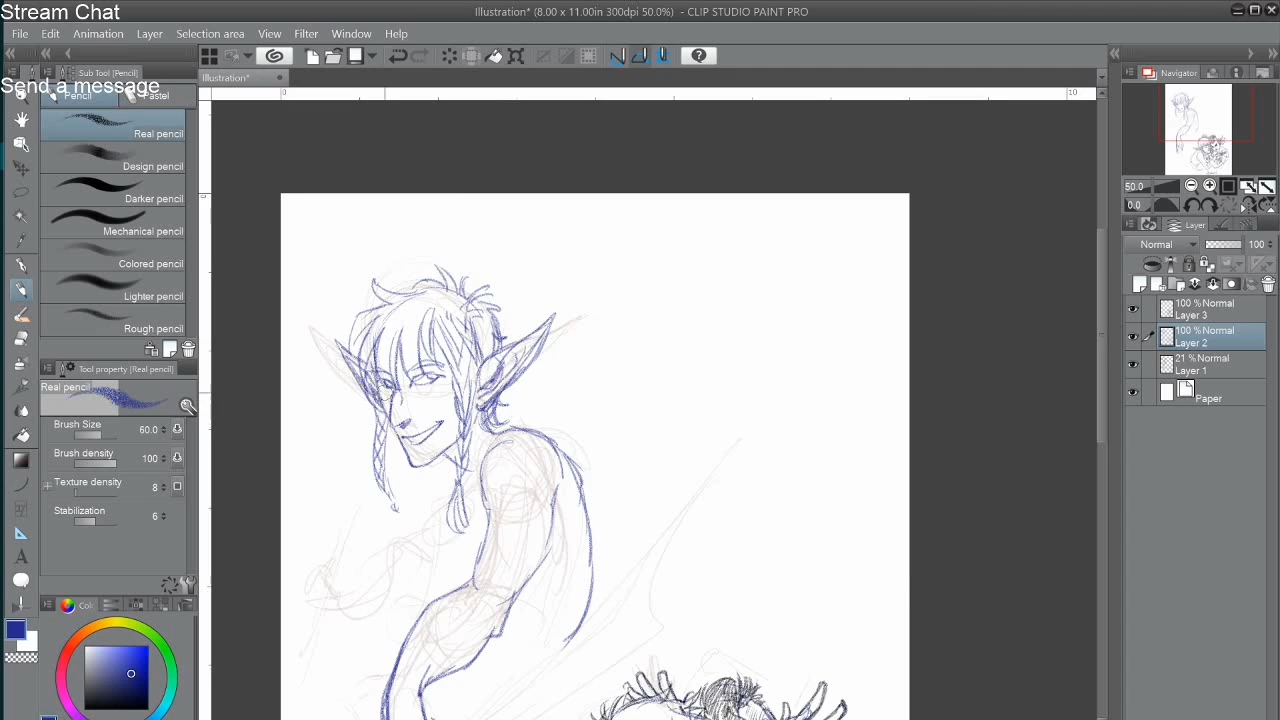 Stream Chat
Illustration* (8.00 x 11.00in 300dpi 50.0%) - CLIP STUDIO PAINT PRO
File Edit Animation Layer Selection area View Filter Window Help
Sub Tool [Pencil]
Send a message
Pencil Pastel
Illustration*
0 10
Real pencil
Design pencil
Darker pencil
Mechanical pencil
Colored pencil
Lighter pencil
Rough pencil
Tool property [Real pencil]
Real pencil
Brush Size 60.0
Brush density 100
Texture density 8
Stabilization 6
Navigator
50.0
0.0
Layer
Normal 100
100 % Normal
Layer 3
100 % Normal
Layer 2
21 % Normal
Layer 1
Paper